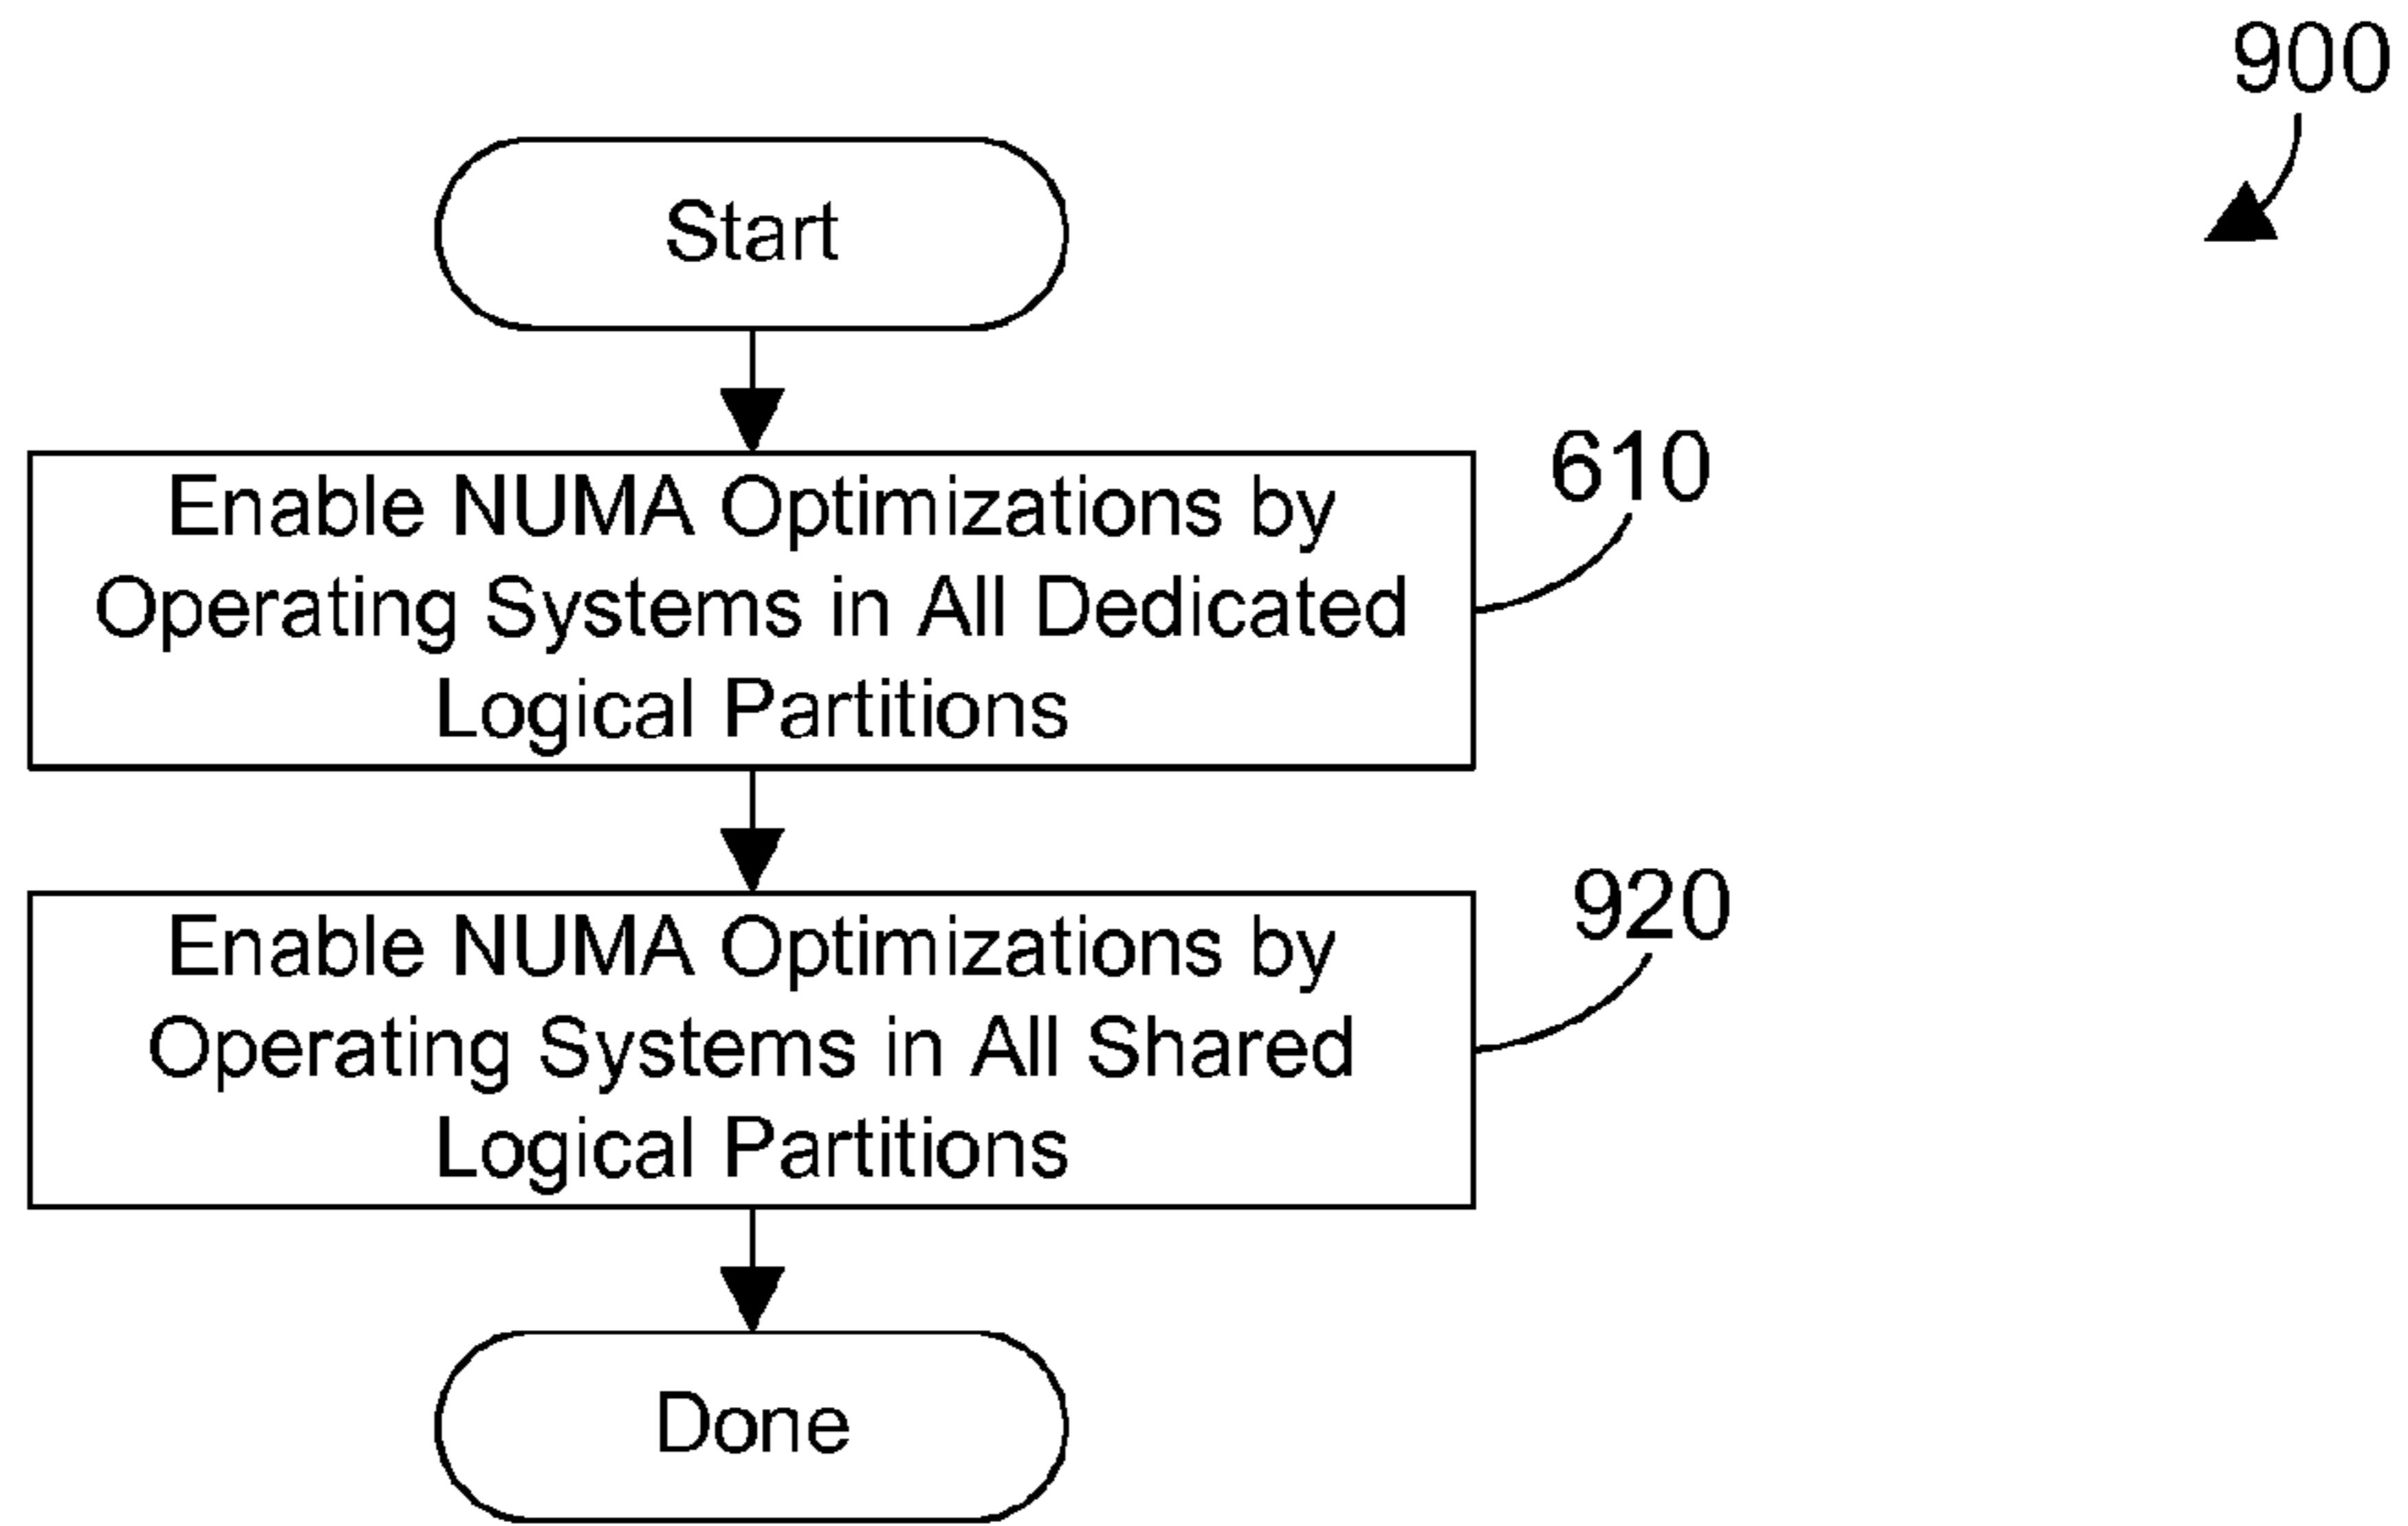 900
Start
Enable NUMA Optimizations by
Operating Systems in All Dedicated
Logical Partitions
610
Enable NUMA Optimizations by
Operating Systems in All Shared
Logical Partitions
920
Done